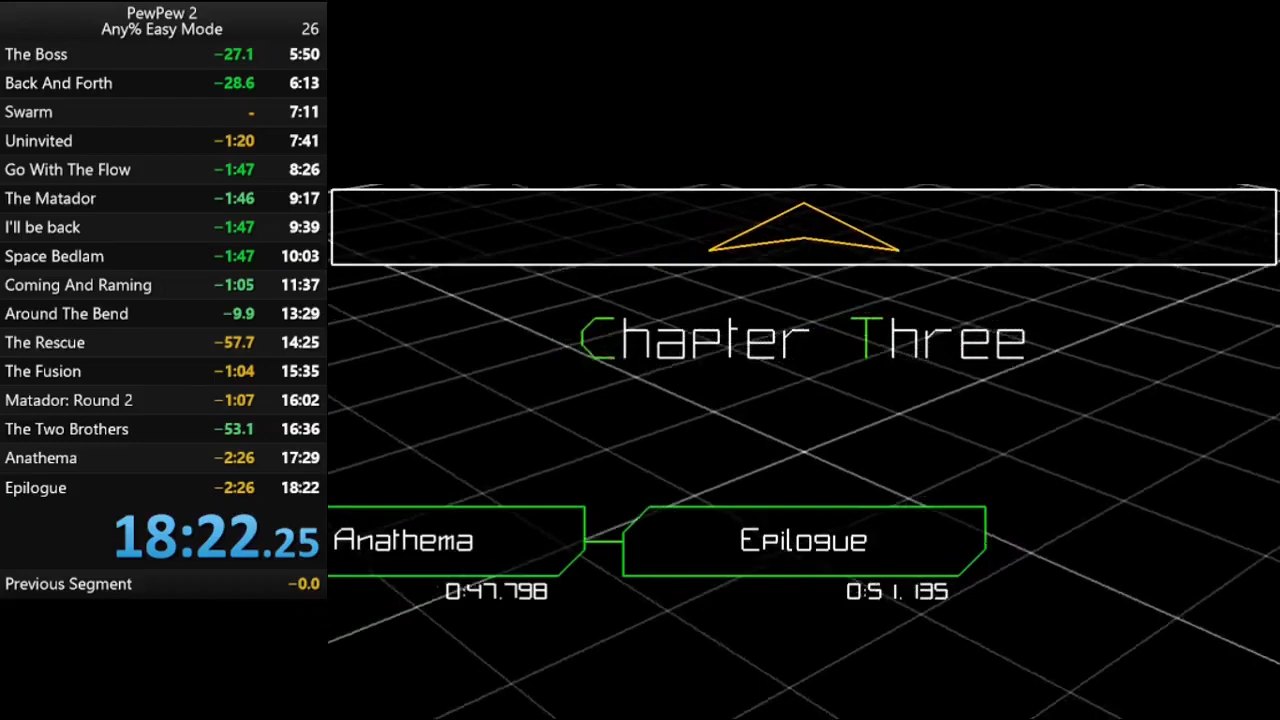 PewPew 2
Any% Easy Mode 26
The Boss −27.1 5:50
Back And Forth −28.6 6:13
Swarm - 7:11
Uninvited −1:20 7:41
Go With The Flow −1:47 8:26
The Matador −1:46 9:17
I'll be back −1:47 9:39
Space Bedlam −1:47 10:03
Coming And Raming −1:05 11:37
Around The Bend −9.9 13:29
The Rescue −57.7 14:25
The Fusion −1:04 15:35
Matador: Round 2 −1:07 16:02
The Two Brothers −53.1 16:36
Anathema −2:26 17:29
Epilogue −2:26 18:22
18:22.25
Previous Segment −0.0
Chapter Three
Anathema Epilogue
0:47.798 0:51.135